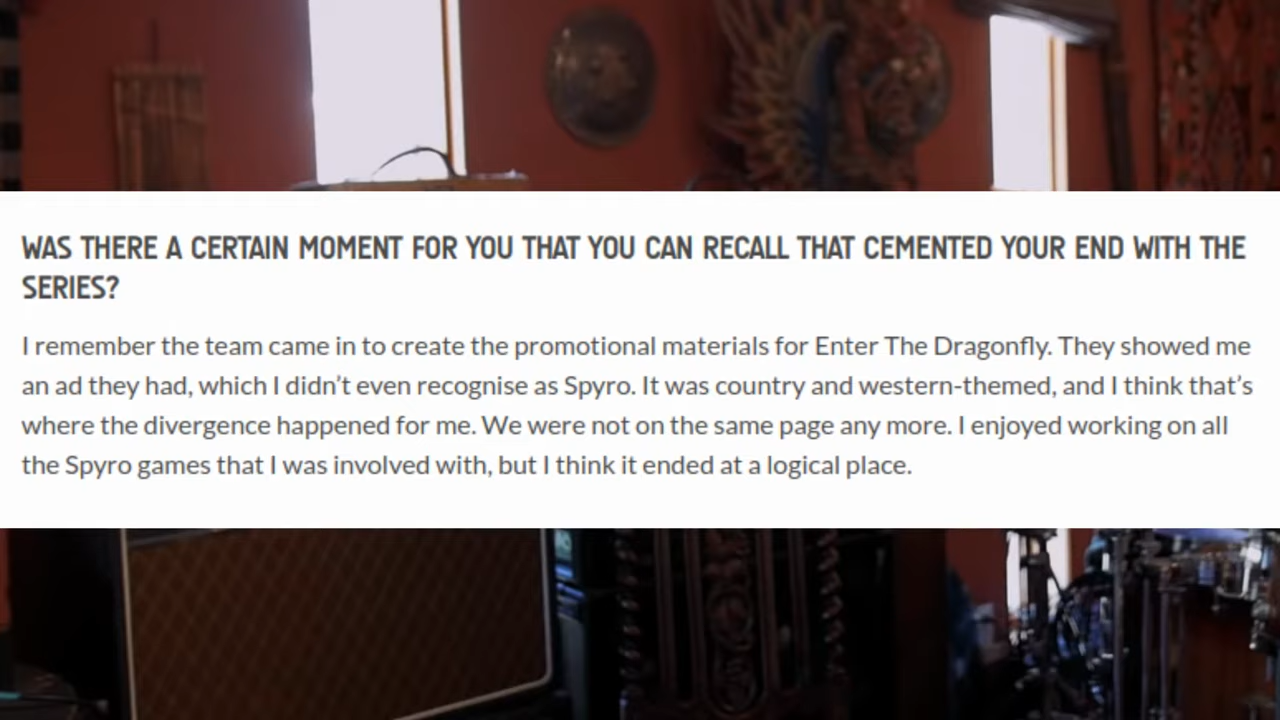 WAS THERE A CERTAIN MOMENT FOR YOU THAT YOU CAN RECALL THAT CEMENTED YOUR END WITH THE
SERIES?
I remember the team came in to create the promotional materials for Enter The Dragonfly. They showed me
an ad they had, which I didn’t even recognise as Spyro. It was country and western-themed, and I think that’s
where the divergence happened for me. We were not on the same page any more. I enjoyed working on all
the Spyro games that I was involved with, but I think it ended at a logical place.